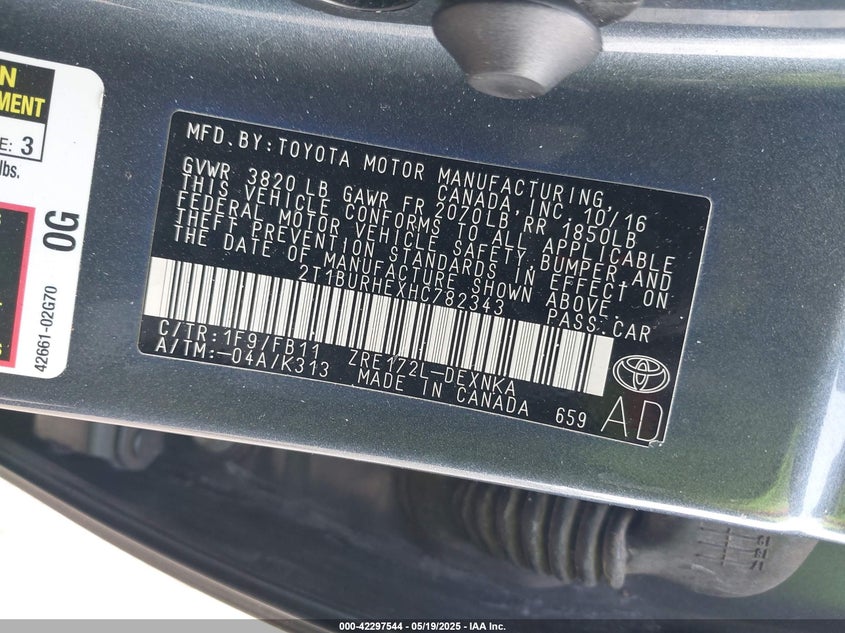 N
MENT
E: 3
lbs.
0G
42661-02G70
MFD. BY: TOYOTA MOTOR MANUFACTURING,
CANADA, INC. 10/16
GVWR 3820 LB GAWR FR 2070LB, RR 1850LB
THIS VEHICLE CONFORMS TO ALL APPLICABLE
FEDERAL MOTOR VEHICLE SAFETY, BUMPER, AND
THEFT PREVENTION STANDARDS IN EFFECT ON
THE DATE OF MANUFACTURE SHOWN ABOVE.
2T1BURHEXHC782343 PASS. CAR
C/TR: 1F9/FB11 ZRE172L-DEXNKA
A/TM: -04A/K313 MADE IN CANADA 659
AD
000-42297544 - 05/19/2025 - IAA Inc.